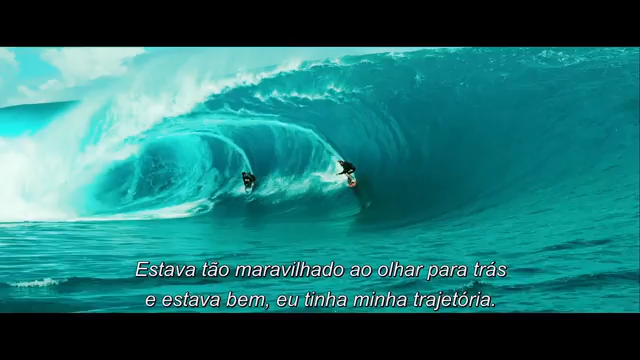 Estava tão maravilhado ao olhar para trás
e estava bem, eu tinha minha trajetória.